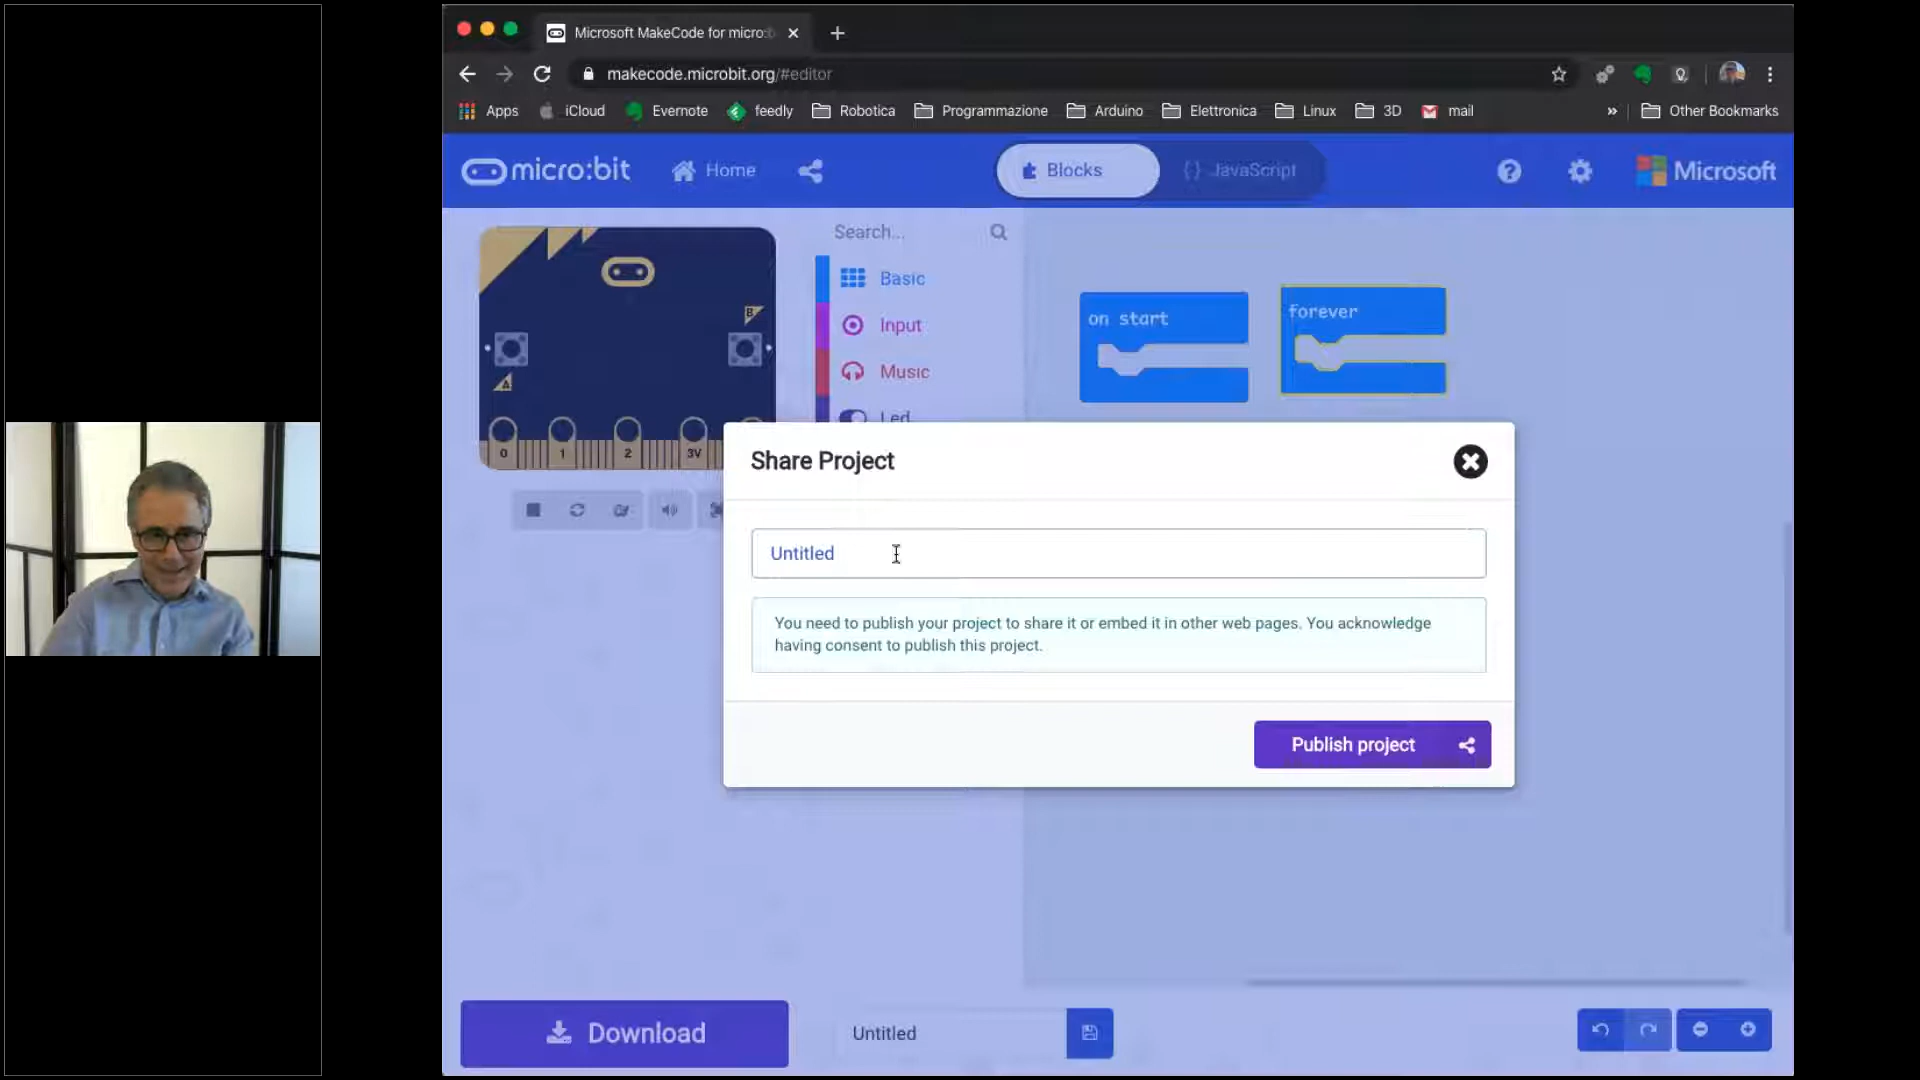 Microsoft MakeCode for micro:b
makecode.microbit.org/#editor
Apps iCloud Evernote feedly Robotica Programmazione Arduino Elettronica Linux 3D mail » Other Bookmarks
micro:bit Home Blocks {} JavaScript Microsoft
Search...
Basic
Input
Music
Led
B
A
0 1 2 3V
on start
forever
Share Project
Untitled
You need to publish your project to share it or embed it in other web pages. You acknowledge
having consent to publish this project.
Publish project
Download
Untitled